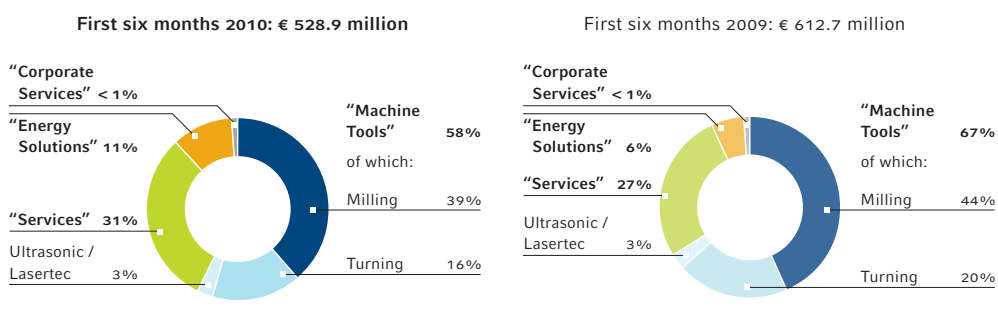 First six months 2010: € 528.9 million
“Corporate
Services” < 1%
“Energy
Solutions” 11%
“Services” 31%
Ultrasonic /
Lasertec 3%
“Machine
Tools” 58%
of which:
Milling 39%
Turning 16%
First six months 2009: € 612.7 million
“Corporate
Services” < 1%
“Energy
Solutions” 6%
“Services” 27%
Ultrasonic /
Lasertec 3%
“Machine
Tools” 67%
of which:
Milling 44%
Turning 20%